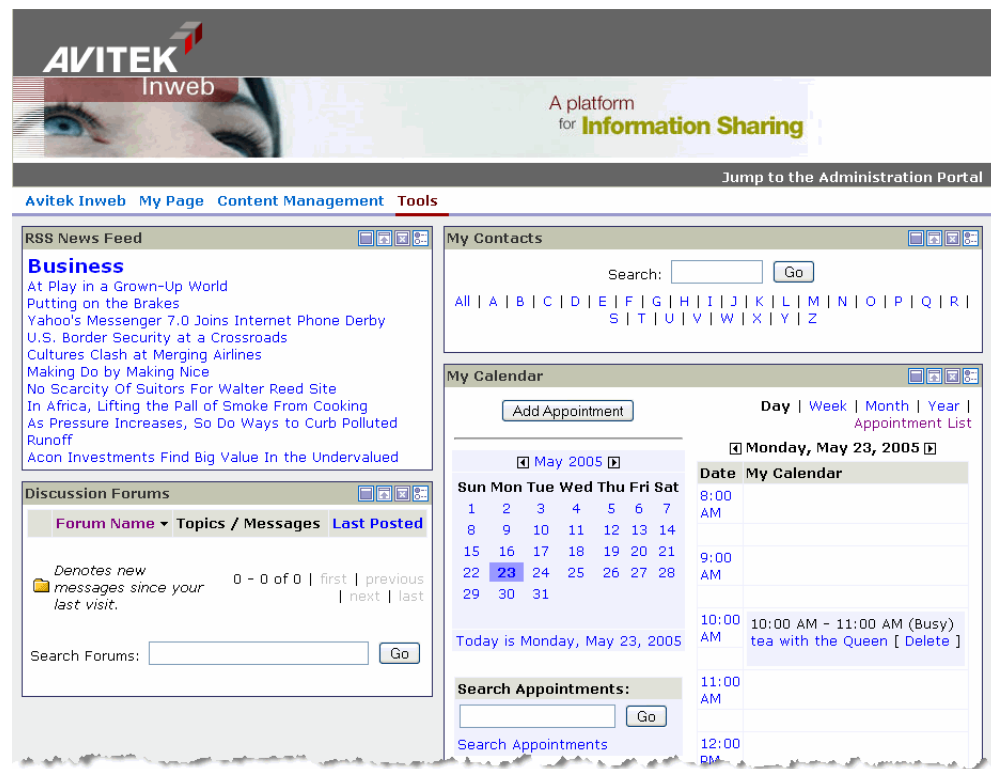 AVITEK
Inweb
A platform
for Information Sharing
Jump to the Administration Portal
Avitek Inweb My Page Content Management Tools
RSS News Feed
Business
At Play in a Grown-Up World
Putting on the Brakes
Yahoo's Messenger 7.0 Joins Internet Phone Derby
U.S. Border Security at a Crossroads
Cultures Clash at Merging Airlines
Making Do by Making Nice
No Scarcity Of Suitors For Walter Reed Site
In Africa, Lifting the Pall of Smoke From Cooking
As Pressure Increases, So Do Ways to Curb Polluted
Runoff
Acon Investments Find Big Value In the Undervalued
Discussion Forums
Forum Name Topics / Messages Last Posted
Denotes new
messages since your
last visit.
0 - 0 of 0 | first | previous
| next | last
Search Forums: Go
My Contacts
Search: Go
All | A | B | C | D | E | F | G | H | I | J | K | L | M | N | O | P | Q | R |
S | T | U | V | W | X | Y | Z
My Calendar
Add Appointment
May 2005
Sun Mon Tue Wed Thu Fri Sat
1 2 3 4 5 6 7
8 9 10 11 12 13 14
15 16 17 18 19 20 21
22 23 24 25 26 27 28
29 30 31
Today is Monday, May 23, 2005
Search Appointments:
Go
Search Appointments
Day | Week | Month | Year |
Appointment List
Monday, May 23, 2005
Date My Calendar
8:00
AM
9:00
AM
10:00
AM
10:00 AM - 11:00 AM (Busy)
tea with the Queen [ Delete ]
11:00
AM
12:00
PM